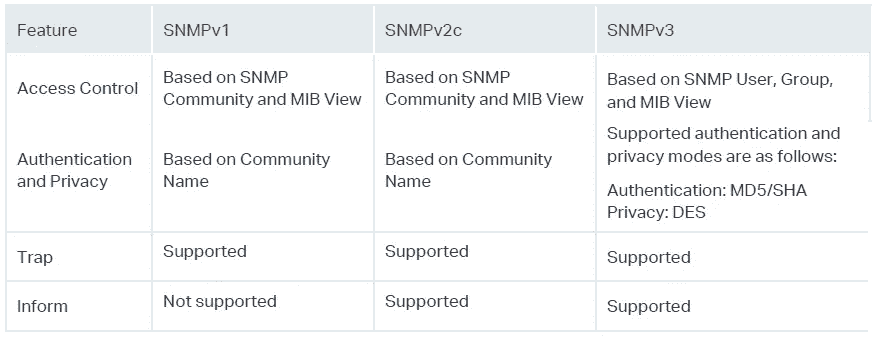 Feature
SNMPv1
SNMPv2c
SNMPv3
Access Control
Based on SNMP
Community and MIB View
Based on SNMP
Community and MIB View
Based on SNMP User, Group,
and MIB View
Authentication
and Privacy
Based on Community
Name
Based on Community
Name
Supported authentication and
privacy modes are as follows:
Authentication: MD5/SHA
Privacy: DES
Trap
Supported
Supported
Supported
Inform
Not supported
Supported
Supported